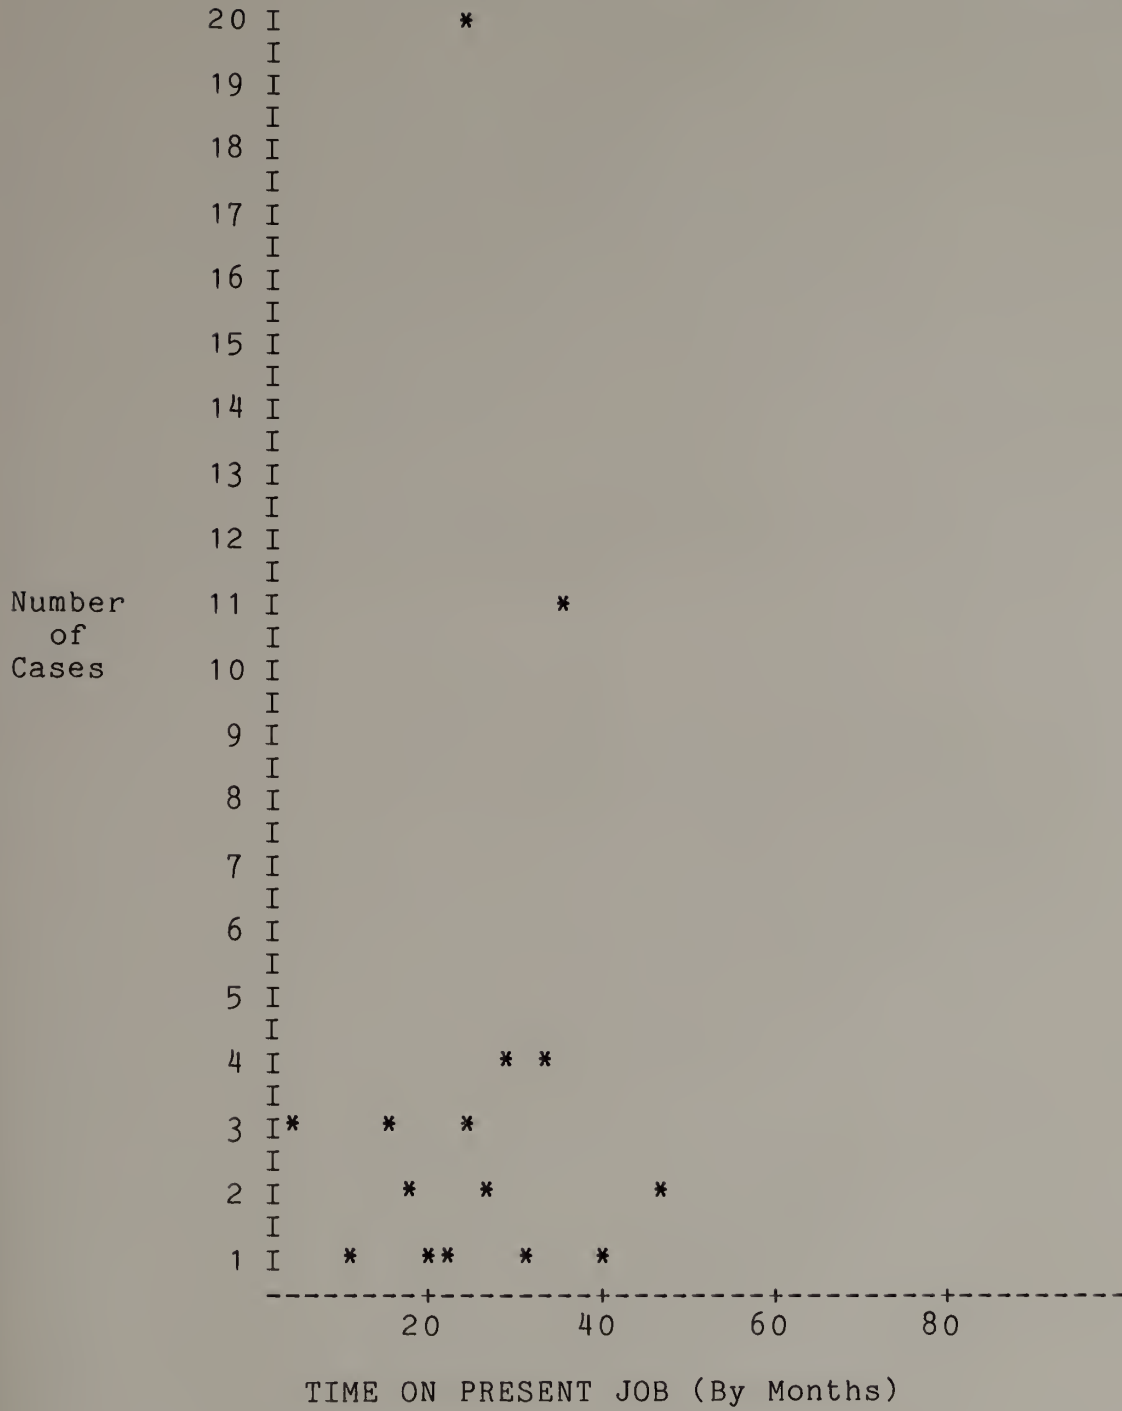 20 I                    *
I
19 I
I
18 I
I
17 I
I
16 I
I
15 I
I
14 I
I
13 I
I
12 I
I
Number 11 I                              *
of I
Cases 10 I
I
9 I
I
8 I
I
7 I
I
6 I
I
5 I
I
4 I                        *   *
I
3 I *          *        *
I
2 I              *        *                  *
I
1 I        *        * *        *        *
----------------+-----------------+-----------------+-----------------+------------------
20 40 60 80
TIME ON PRESENT JOB (By Months)